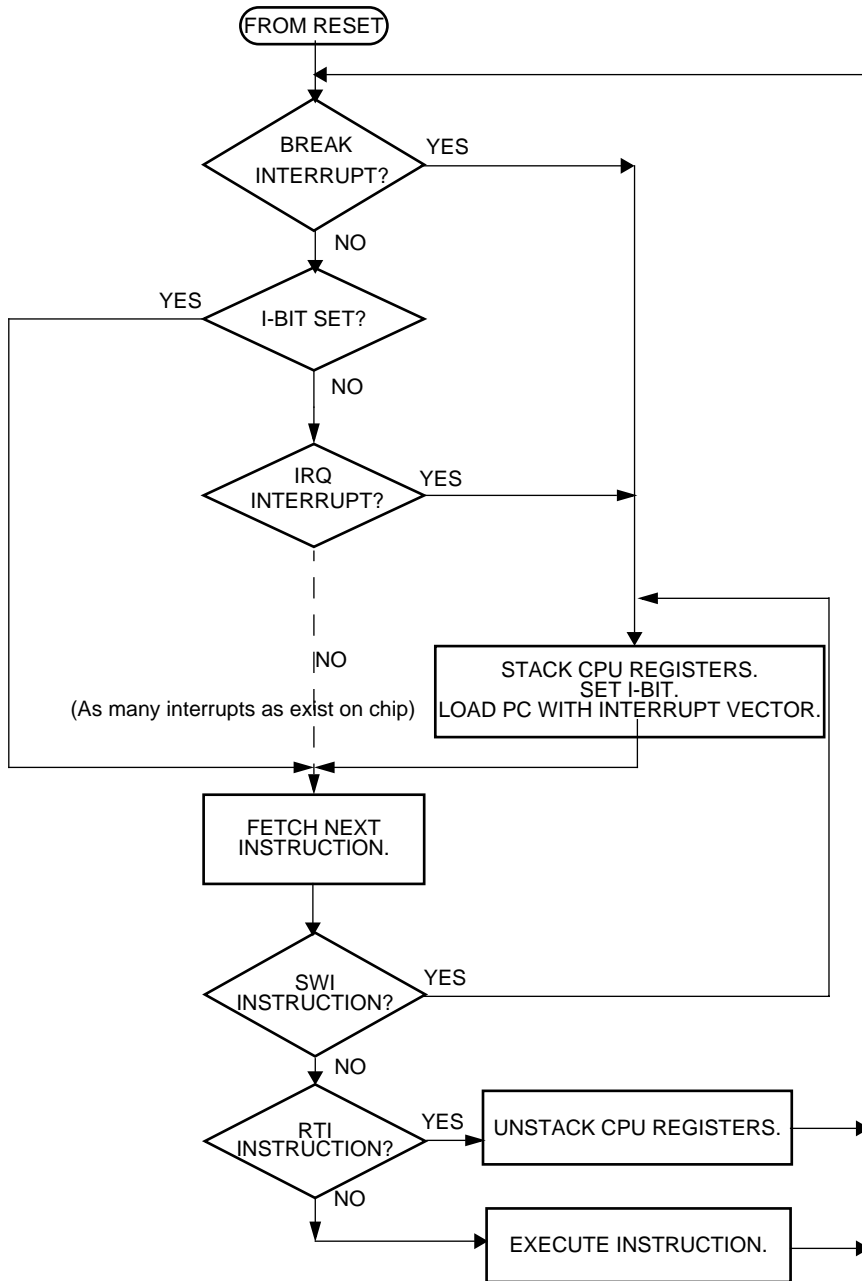 FROM RESET
BREAK
INTERRUPT?
YES
NO
YES
I-BIT SET?
NO
IRQ
INTERRUPT?
YES
NO
(As many interrupts as exist on chip)
STACK CPU REGISTERS.
SET I-BIT.
LOAD PC WITH INTERRUPT VECTOR.
FETCH NEXT
INSTRUCTION.
SWI
INSTRUCTION?
YES
NO
RTI
INSTRUCTION?
YES
UNSTACK CPU REGISTERS.
NO
EXECUTE INSTRUCTION.